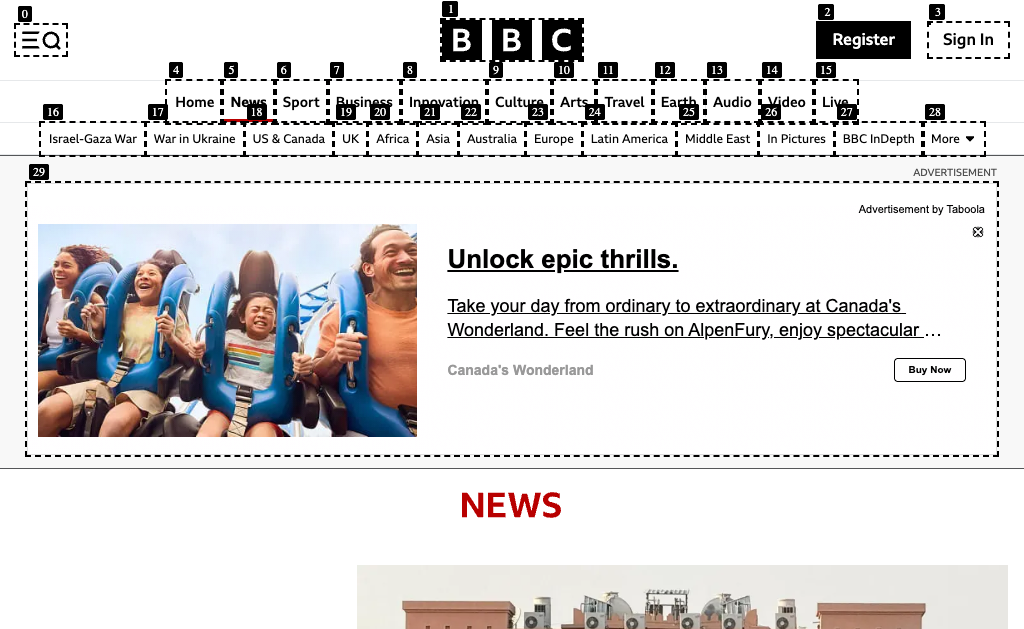 0
1
2
3
BBC
Register
Sign In
4
5
6
7
8
9
10
11
12
13
14
15
Home
News
Sport
Business
Innovation
Culture
Arts
Travel
Earth
Audio
Video
Live
16
17
18
19
20
21
22
23
24
25
26
27
28
Israel-Gaza War
War in Ukraine
US & Canada
UK
Africa
Asia
Australia
Europe
Latin America
Middle East
In Pictures
BBC InDepth
More
29
ADVERTISEMENT
Advertisement by Taboola
Unlock epic thrills.
Take your day from ordinary to extraordinary at Canada's
Wonderland. Feel the rush on AlpenFury, enjoy spectacular …
Canada's Wonderland
Buy Now
NEWS